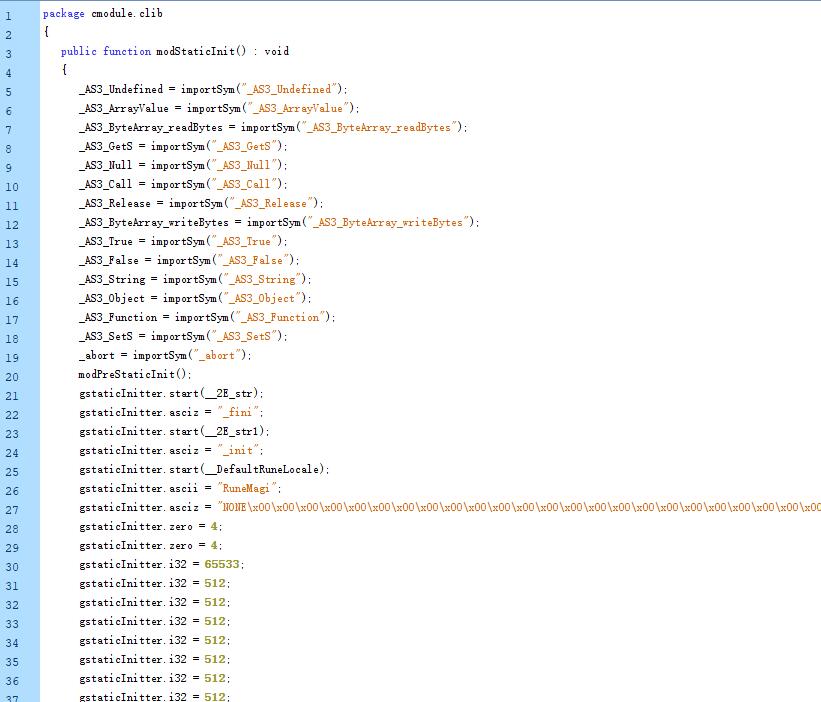 1 package cmodule.clib
2 {
3 public function modStaticInit() : void
4 {
5 _AS3_Undefined = importSym("_AS3_Undefined");
6 _AS3_ArrayValue = importSym("_AS3_ArrayValue");
7 _AS3_ByteArray_readBytes = importSym("_AS3_ByteArray_readBytes");
8 _AS3_GetS = importSym("_AS3_GetS");
9 _AS3_Null = importSym("_AS3_Null");
10 _AS3_Call = importSym("_AS3_Call");
11 _AS3_Release = importSym("_AS3_Release");
12 _AS3_ByteArray_writeBytes = importSym("_AS3_ByteArray_writeBytes");
13 _AS3_True = importSym("_AS3_True");
14 _AS3_False = importSym("_AS3_False");
15 _AS3_String = importSym("_AS3_String");
16 _AS3_Object = importSym("_AS3_Object");
17 _AS3_Function = importSym("_AS3_Function");
18 _AS3_SetS = importSym("_AS3_SetS");
19 _abort = importSym("_abort");
20 modPreStaticInit();
21 gstaticInitter.start(__2E_str);
22 gstaticInitter.asciz = "_fini";
23 gstaticInitter.start(__2E_str1);
24 gstaticInitter.asciz = "_init";
25 gstaticInitter.start(__DefaultRuneLocale);
26 gstaticInitter.ascii = "RuneMagi";
27 gstaticInitter.asciz = "NONE\x00\x00\x00\x00\x00\x00\x00\x00\x00\x00\x00\x00\x00\x00\x00\x00\x00\x00\x00\x00\x00\x00\x00\x00
28 gstaticInitter.zero = 4;
29 gstaticInitter.zero = 4;
30 gstaticInitter.i32 = 65533;
31 gstaticInitter.i32 = 512;
32 gstaticInitter.i32 = 512;
33 gstaticInitter.i32 = 512;
34 gstaticInitter.i32 = 512;
35 gstaticInitter.i32 = 512;
36 gstaticInitter.i32 = 512;
37 gstaticInitter.i32 = 512;